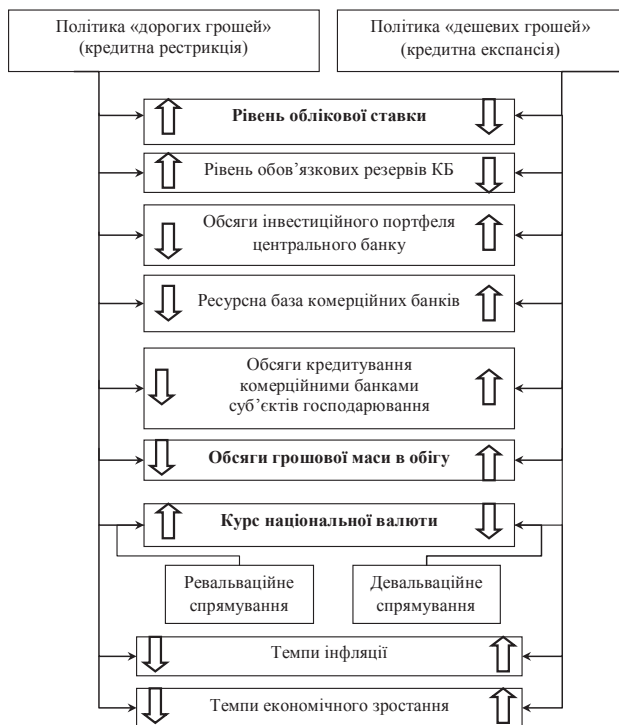 Політика «дорогих грошей»
(кредитна рестрикція)
Політика «дешевих грошей»
(кредитна експансія)
Рівень облікової ставки
Рівень обов’язкових резервів КБ
Обсяги інвестиційного портфеля
центрального банку
Ресурсна база комерційних банків
Обсяги кредитування
комерційними банками
суб’єктів господарювання
Обсяги грошової маси в обігу
Курс національної валюти
Ревальваційне
спрямування
Девальваційне
спрямування
Темпи інфляції
Темпи економічного зростання